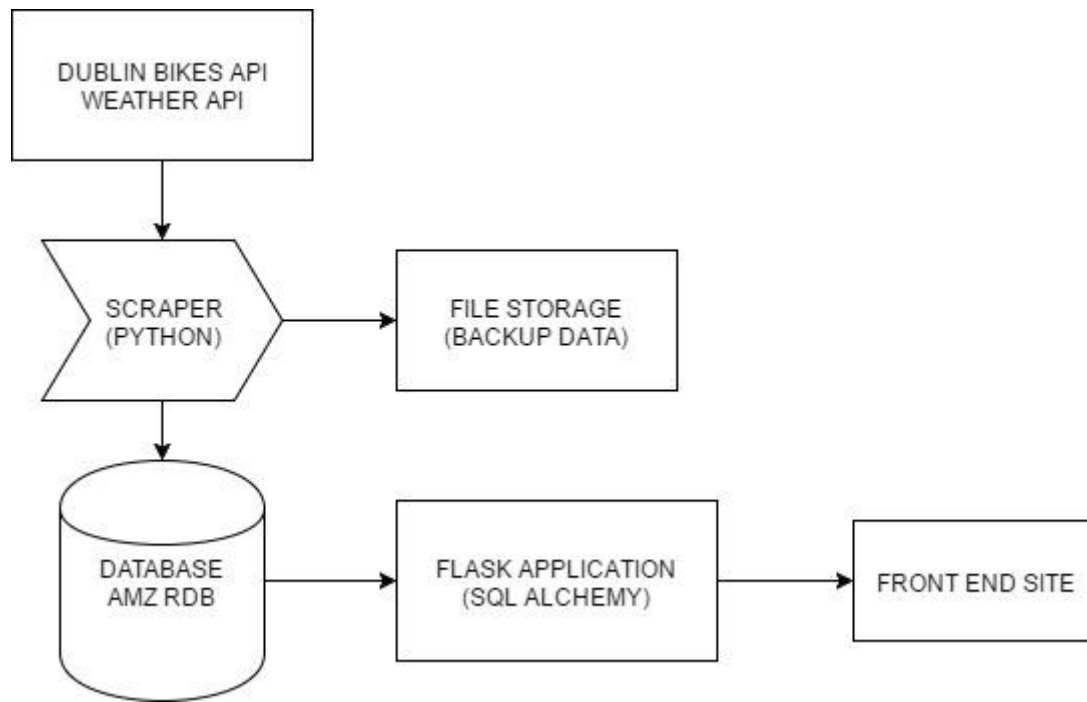 DUBLIN BIKES API
WEATHER API
SCRAPER
(PYTHON)
FILE STORAGE
(BACKUP DATA)
DATABASE
AMZ RDB
FLASK APPLICATION
(SQL ALCHEMY)
FRONT END SITE